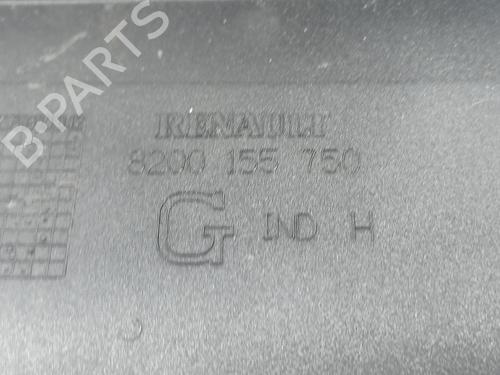 B-PARTS
RENAULT
8200 155 750
G IND H